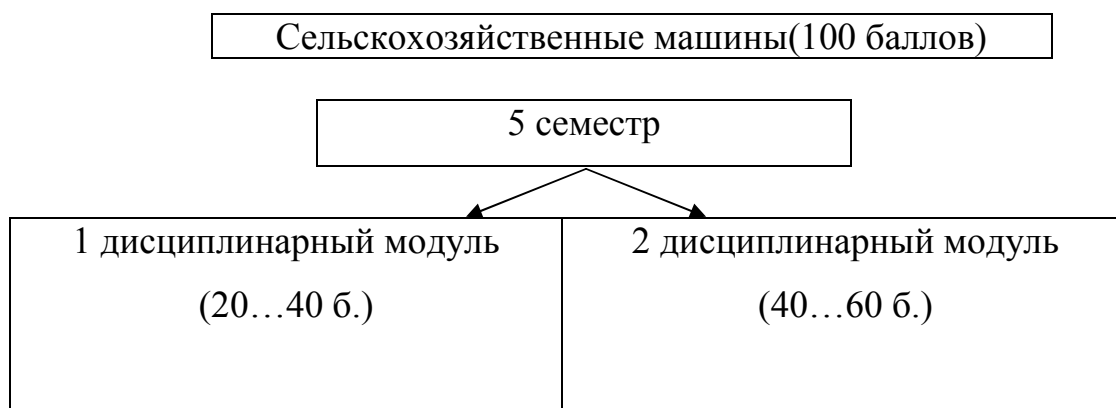 Сельскохозяйственные машины(100 баллов)
5 семестр
1 дисциплинарный модуль
(20…40 б.)
2 дисциплинарный модуль
(40…60 б.)